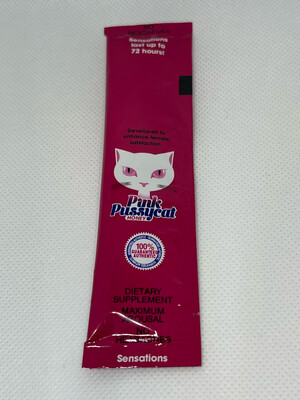 Sensations
last up to
72 hours!
Developed to
enhance female
satisfaction
Pink
Pussycat
HONEY
100%
GUARANTEED
AUTHENTIC
DIETARY
SUPPLEMENT
MAXIMUM
NO
Sensations